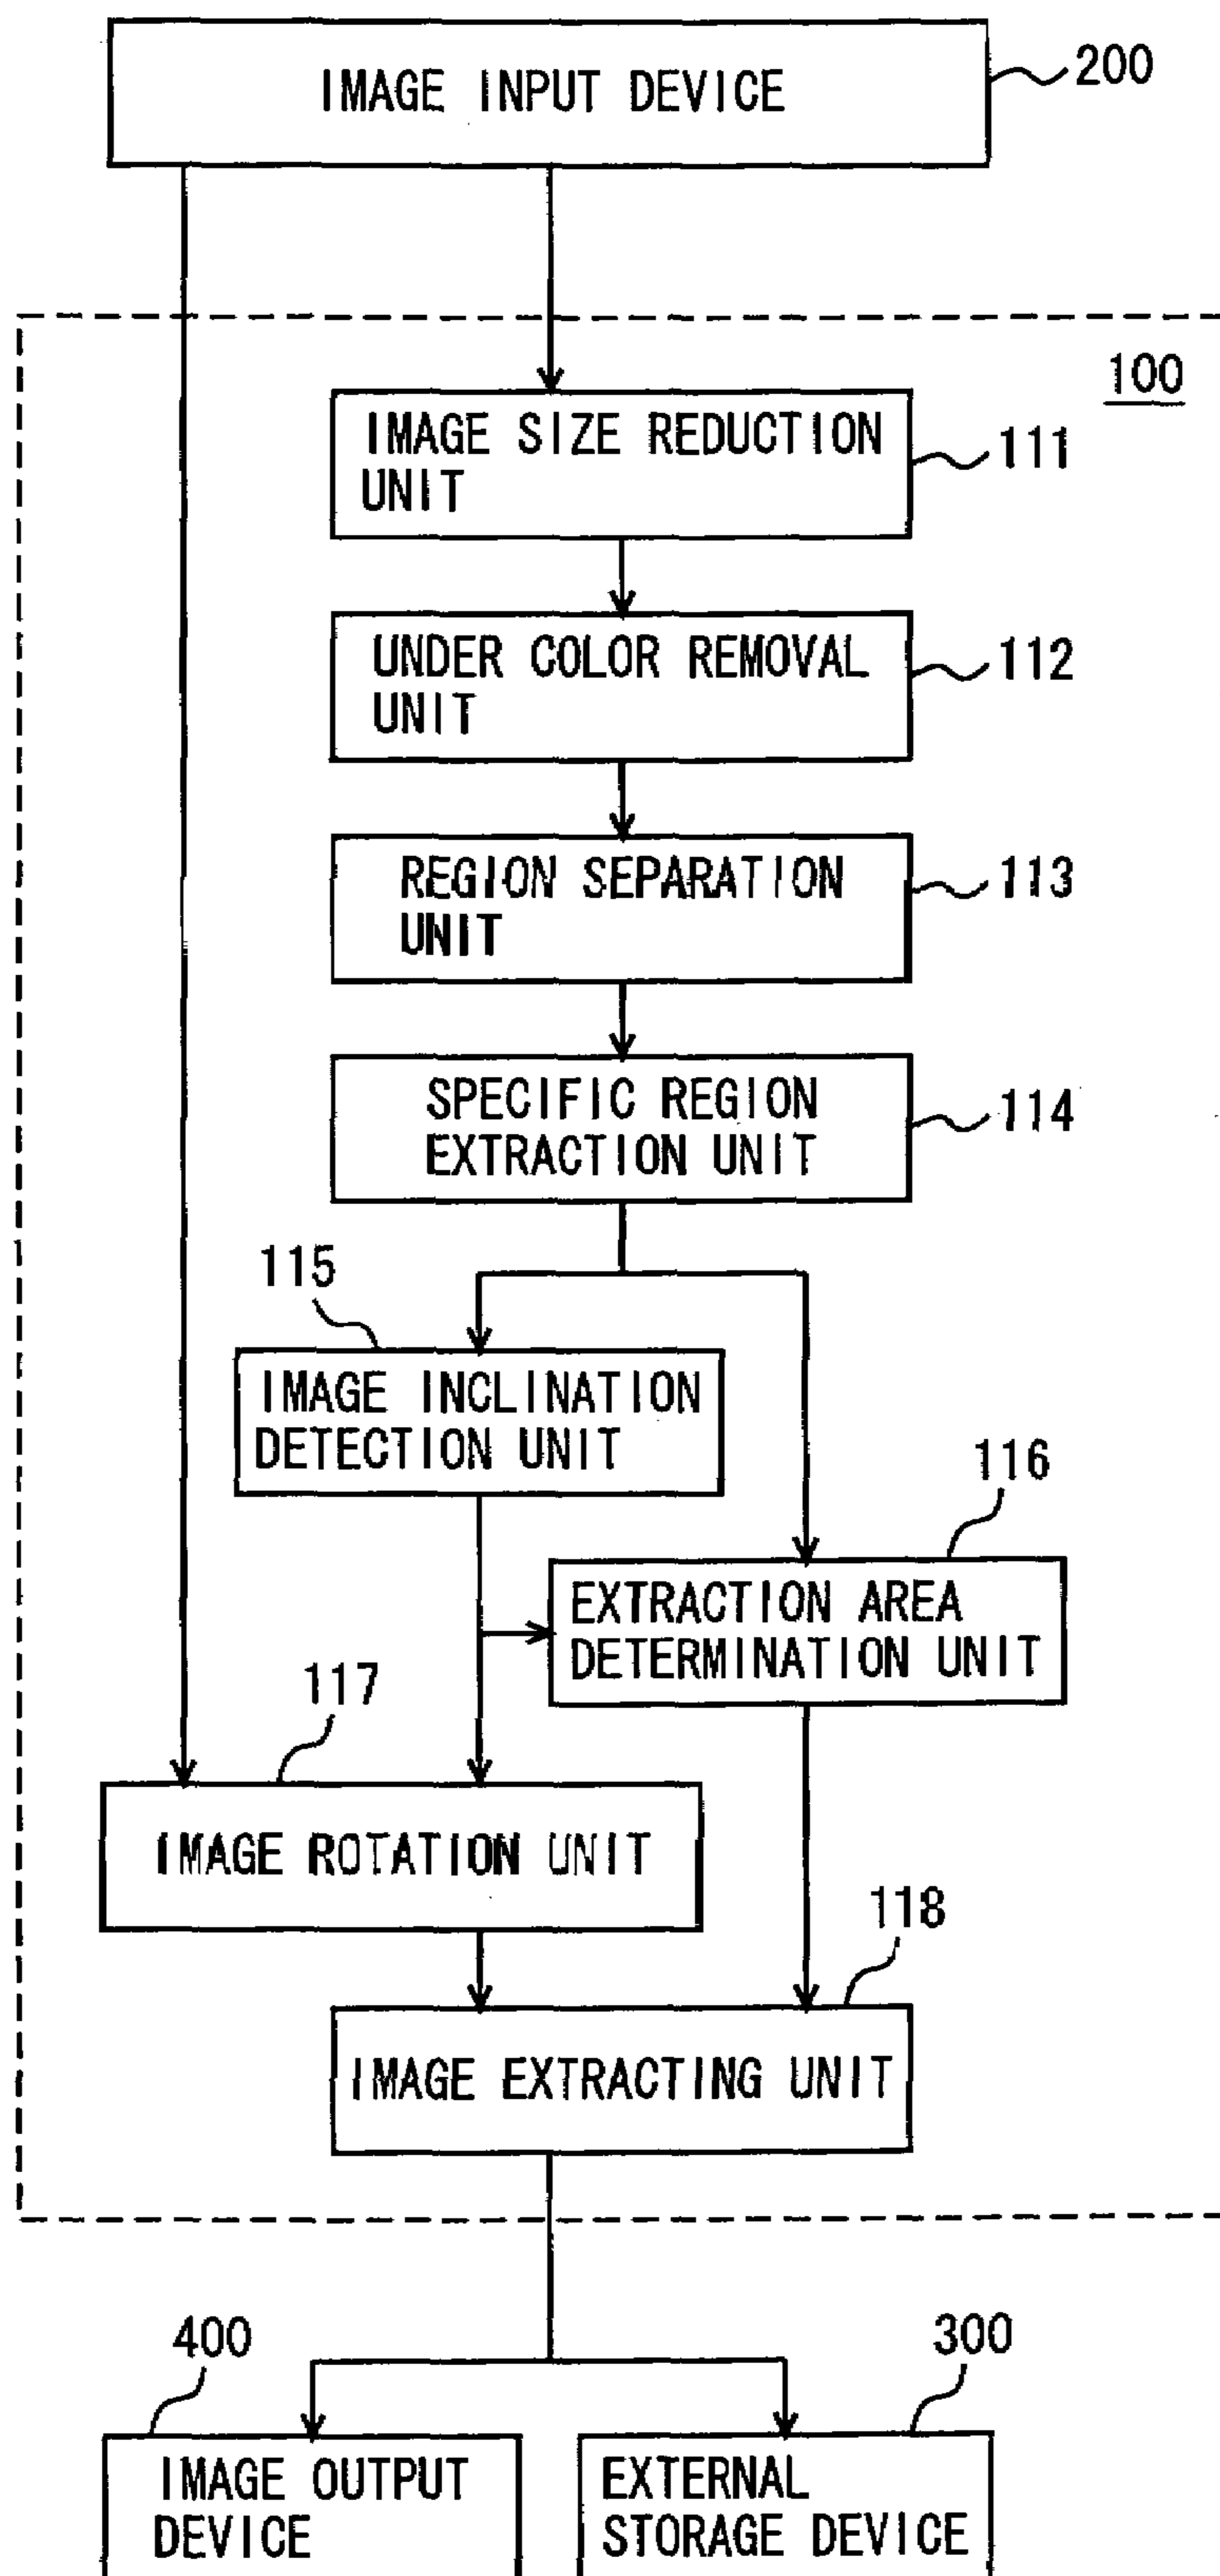 IMAGE INPUT DEVICE
200
100
IMAGE SIZE REDUCTION
UNIT
111
UNDER COLOR REMOVAL
UNIT
112
REGION SEPARATION
UNIT
113
SPECIFIC REGION
EXTRACTION UNIT
114
115
IMAGE INCLINATION
DETECTION UNIT
116
EXTRACTION AREA
DETERMINATION UNIT
117
IMAGE ROTATION UNIT
118
IMAGE EXTRACTING UNIT
400
300
IMAGE OUTPUT
DEVICE
EXTERNAL
STORAGE DEVICE